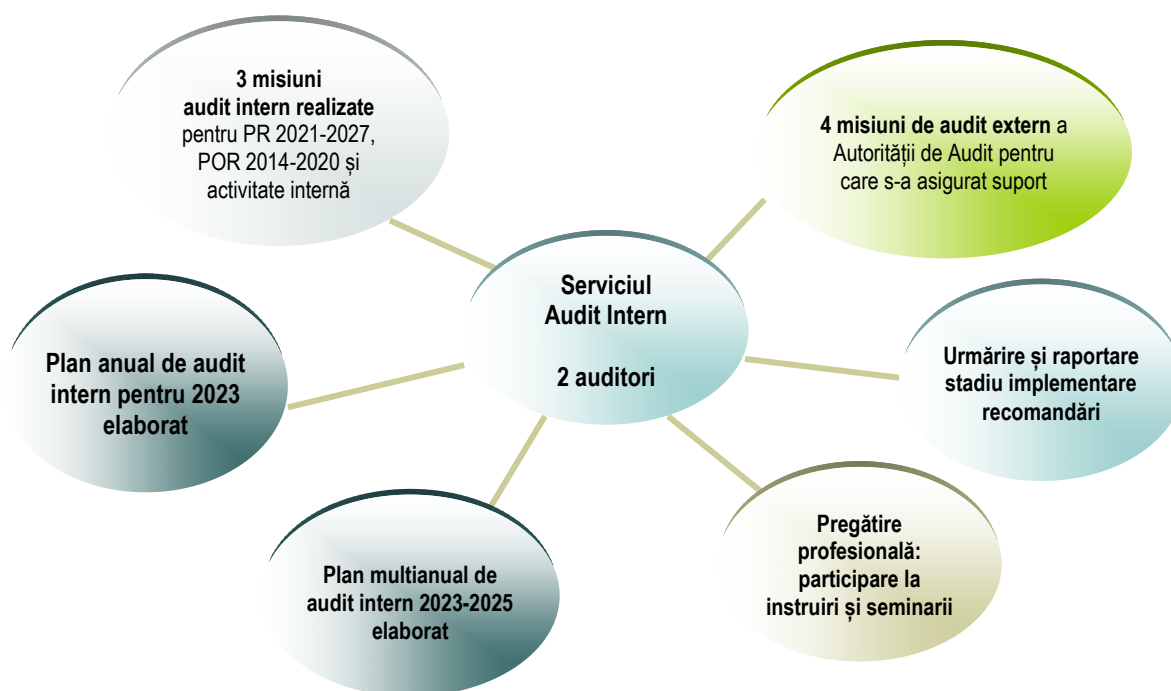 3 misiuni
audit intern realizate
pentru PR 2021-2027,
POR 2014-2020 și
activitate internă
4 misiuni de audit extern a
Autorității de Audit pentru
care s-a asigurat suport
Serviciul
Audit Intern
2 auditori
Plan anual de audit
intern pentru 2023
elaborat
Urmărire și raportare
stadiu implementare
recomandări
Plan multianual de
audit intern 2023-2025
elaborat
Pregătire
profesională:
participare la
instruiri și seminarii